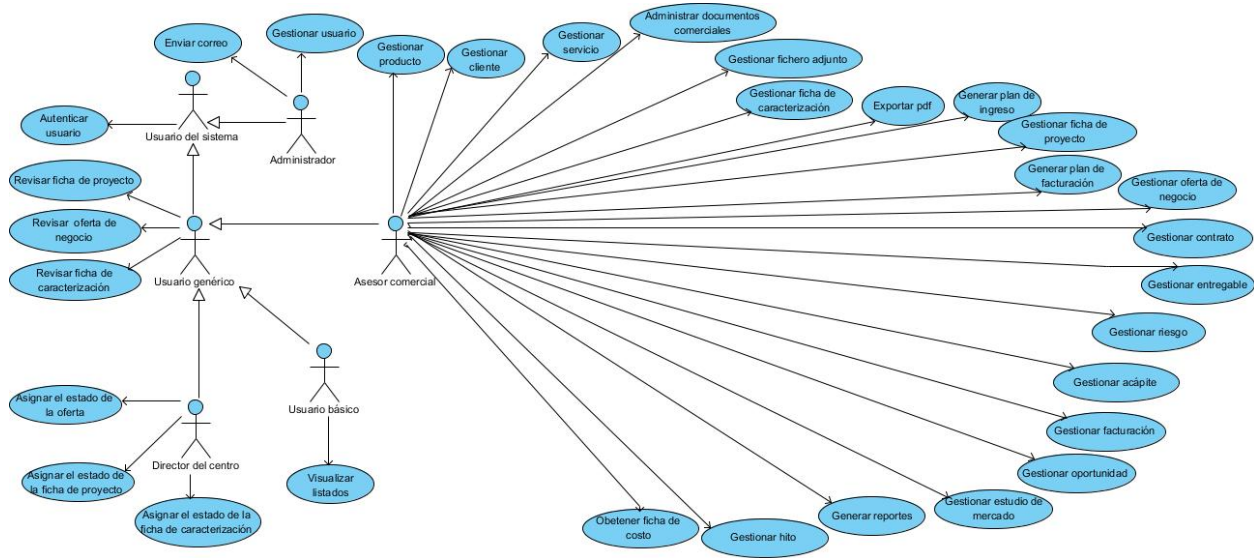 Administrar documentos
comerciales
Gestionar usuario
Enviar correo
Gestionar
producto
Gestionar
cliente
Gestionar
servicio
Gestionar fichero adjunto
Gestionar ficha de
caracterización
Exportar pdf
Generar plan de
ingreso
Autenticar
usuario
Usuario del sistema
Administrador
Gestionar ficha de
proyecto
Revisar ficha de proyecto
Generar plan de
facturación
Gestionar oferta de
negocio
Revisar oferta de
negocio
Gestionar contrato
Revisar ficha de
caracterización
Usuario genérico
Asesor comercial
Gestionar entregable
Gestionar riesgo
Gestionar acápite
Asignar el estado de
la oferta
Usuario básico
Gestionar facturación
Director del centro
Asignar el estado de
la ficha de proyecto
Visualizar
listados
Gestionar oportunidad
Gestionar estudio de
mercado
Asignar el estado de la
ficha de caracterización
Generar reportes
Obetener ficha de
costo
Gestionar hito